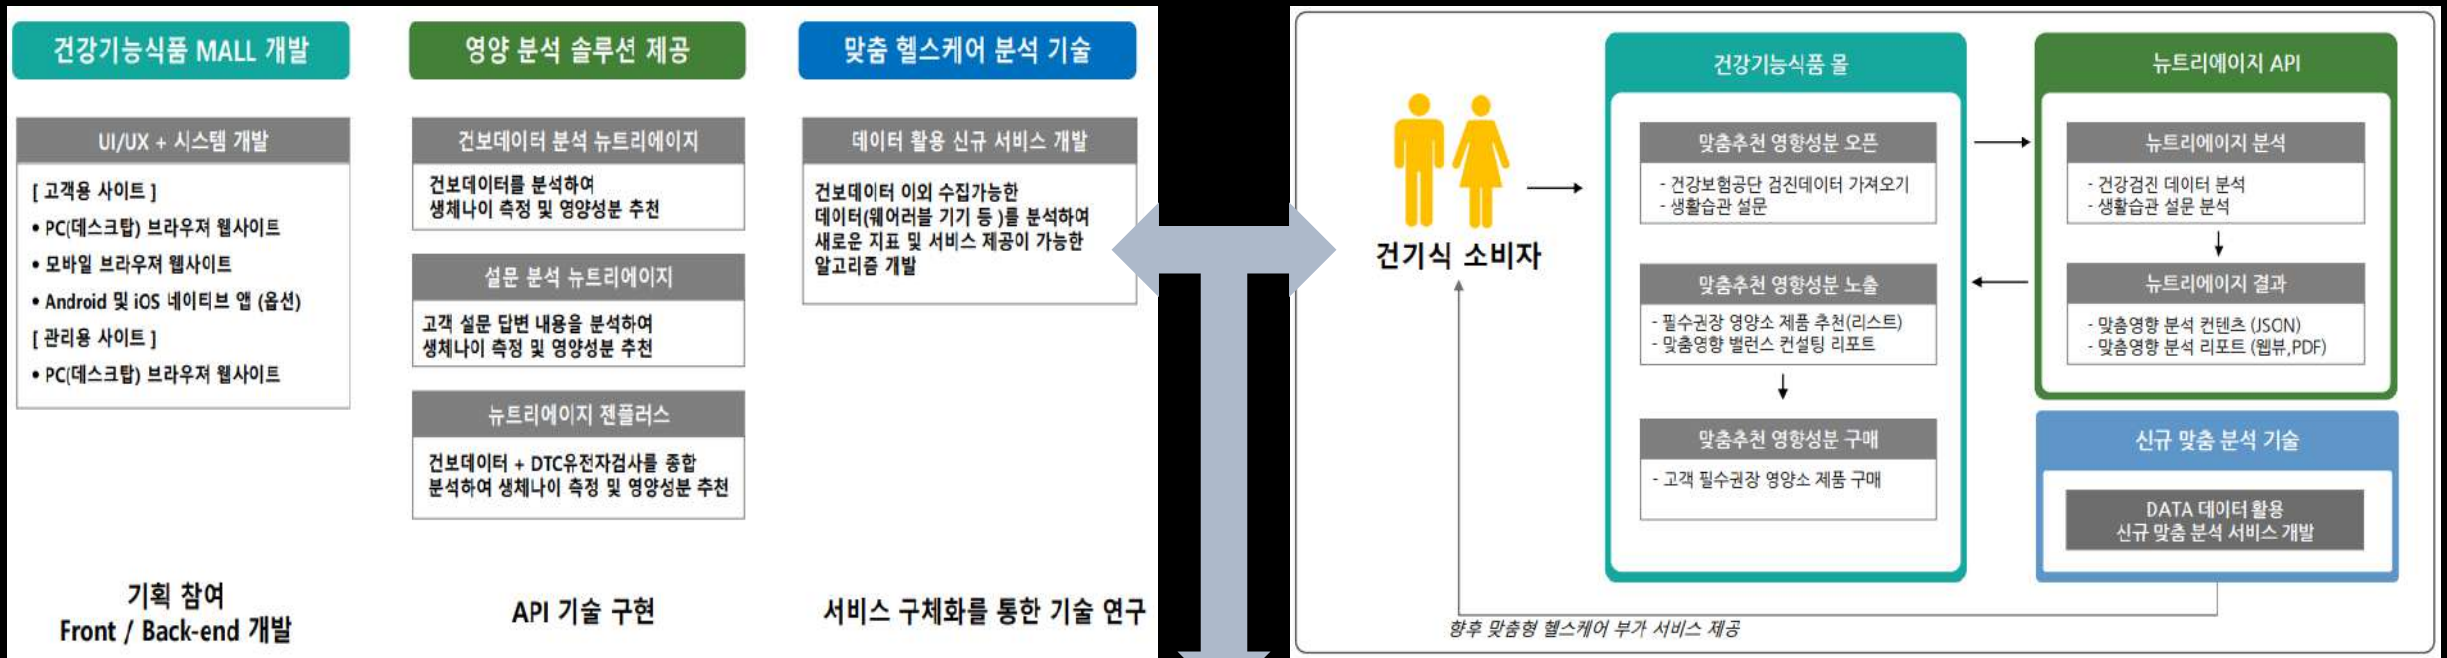 건강기능식품 MALL 개발
UI/UX + 시스템 개발
[ 고객용 사이트 ]
• PC(데스크탑) 브라우져 웹사이트
• 모바일 브라우져 웹사이트
• Android 및 iOS 네이티브 앱 (옵션)
[ 관리용 사이트 ]
• PC(데스크탑) 브라우져 웹사이트
기획 참여
Front / Back-end 개발
영양 분석 솔루션 제공
건보데이터 분석 뉴트리에이지
건보데이터를 분석하여
생체나이 측정 및 영양성분 추천
설문 분석 뉴트리에이지
고객 설문 답변 내용을 분석하여
생체나이 측정 및 영양성분 추천
뉴트리에이지 젠플러스
건보데이터 + DTC유전자검사를 종합
분석하여 생체나이 측정 및 영양성분 추천
API 기술 구현
맞춤 헬스케어 분석 기술
데이터 활용 신규 서비스 개발
건보데이터 이외 수집가능한
데이터(웨어러블 기기 등 )를 분석하여
새로운 지표 및 서비스 제공이 가능한
알고리즘 개발
서비스 구체화를 통한 기술 연구
건기식 소비자
건강기능식품 몰
맞춤추천 영향성분 오픈
- 건강보험공단 검진데이터 가져오기
- 생활습관 설문
맞춤추천 영향성분 노출
- 필수권장 영양소 제품 추천(리스트)
- 맞춤영향 밸런스 컨설팅 리포트
맞춤추천 영향성분 구매
- 고객 필수권장 영양소 제품 구매
뉴트리에이지 API
뉴트리에이지 분석
- 건강검진 데이터 분석
- 생활습관 설문 분석
뉴트리에이지 결과
- 맞춤영향 분석 컨텐츠 (JSON)
- 맞춤영향 분석 리포트 (웹뷰,PDF)
신규 맞춤 분석 기술
DATA 데이터 활용
신규 맞춤 분석 서비스 개발
향후 맞춤형 헬스케어 부가 서비스 제공